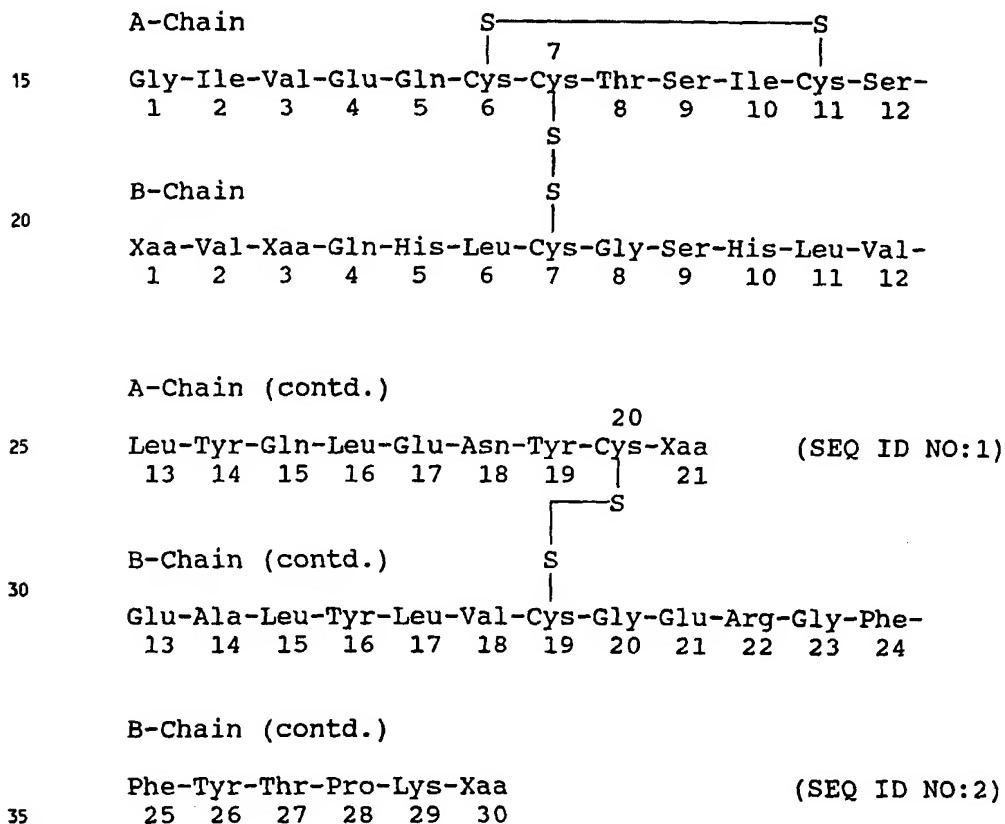 A-Chain
S S
7
15 Gly-Ile-Val-Glu-Gln-Cys-Cys-Thr-Ser-Ile-Cys-Ser-
1 2 3 4 5 6 8 9 10 11 12
S
B-Chain S
20
Xaa-Val-Xaa-Gln-His-Leu-Cys-Gly-Ser-His-Leu-Val-
1 2 3 4 5 6 7 8 9 10 11 12
A-Chain (contd.)
20
25 Leu-Tyr-Gln-Leu-Glu-Asn-Tyr-Cys-Xaa (SEQ ID NO:1)
13 14 15 16 17 18 19 21
S
B-Chain (contd.) S
30
Glu-Ala-Leu-Tyr-Leu-Val-Cys-Gly-Glu-Arg-Gly-Phe-
13 14 15 16 17 18 19 20 21 22 23 24
B-Chain (contd.)
Phe-Tyr-Thr-Pro-Lys-Xaa (SEQ ID NO:2)
35 25 26 27 28 29 30